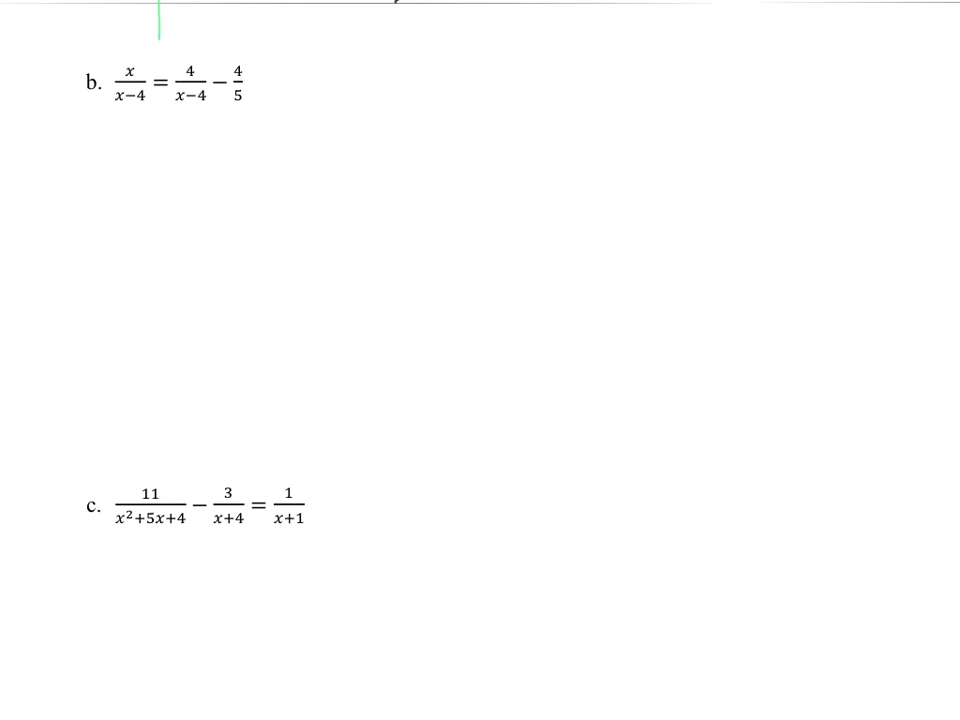 b. x/(x−4) = 4/(x−4) − 4/5
c. 11/(x²+5x+4) − 3/(x+4) = 1/(x+1)